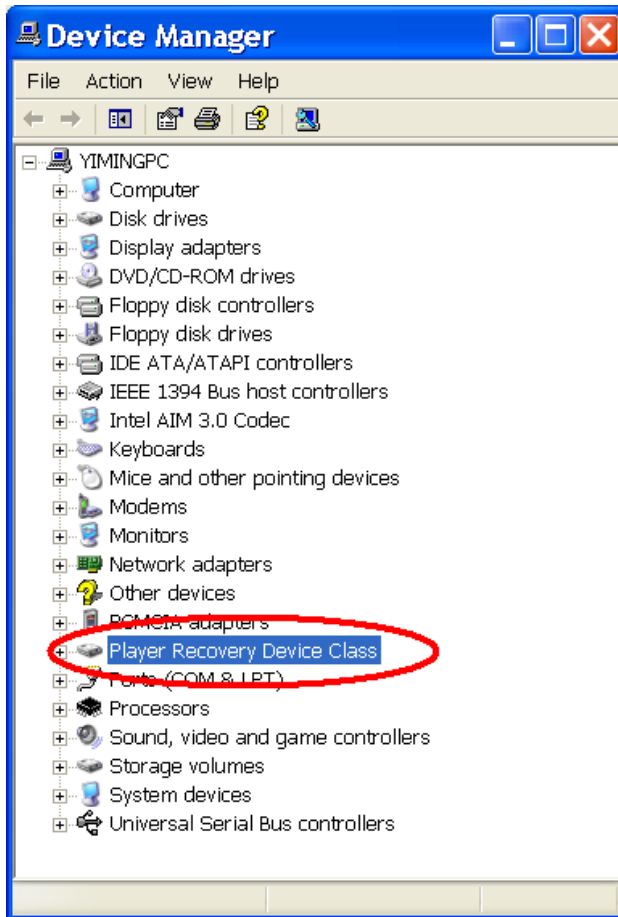 Device Manager
File Action View Help
YIMINGPC
Computer
Disk drives
Display adapters
DVD/CD-ROM drives
Floppy disk controllers
Floppy disk drives
IDE ATA/ATAPI controllers
IEEE 1394 Bus host controllers
Intel AIM 3.0 Codec
Keyboards
Mice and other pointing devices
Modems
Monitors
Network adapters
Other devices
PCMCIA adapters
Player Recovery Device Class
Ports (COM & LPT)
Processors
Sound, video and game controllers
Storage volumes
System devices
Universal Serial Bus controllers